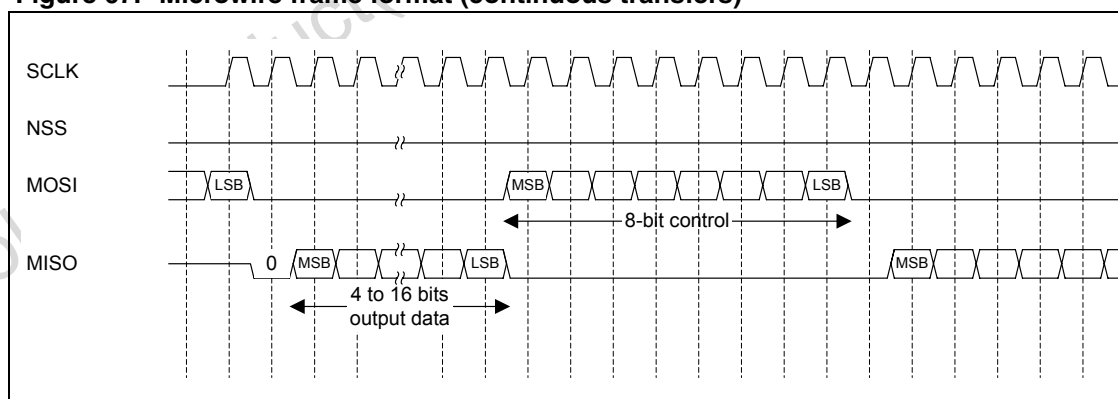 Figure 67. Microwire frame format (continuous transfers)
SCLK
NSS
MOSI
LSB
MSB
LSB
8-bit control
MISO
0
MSB
LSB
MSB
4 to 16 bits
output data